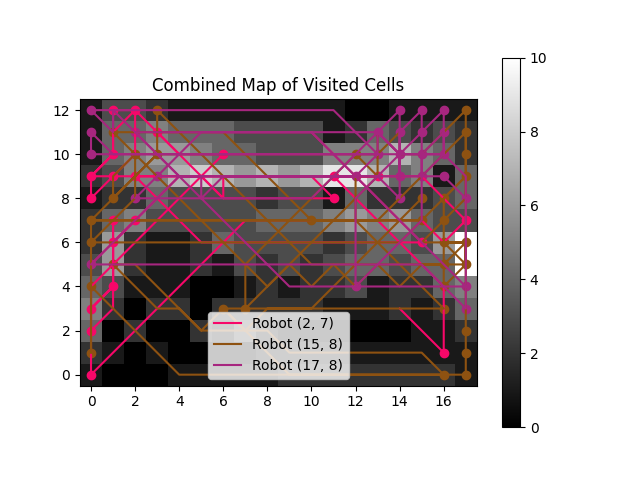 Combined Map of Visited Cells
12
10
8
6
4
2
0
0 2 4 6 8 10 12 14 16
Robot (2, 7)
Robot (15, 8)
Robot (17, 8)
10
8
6
4
2
0